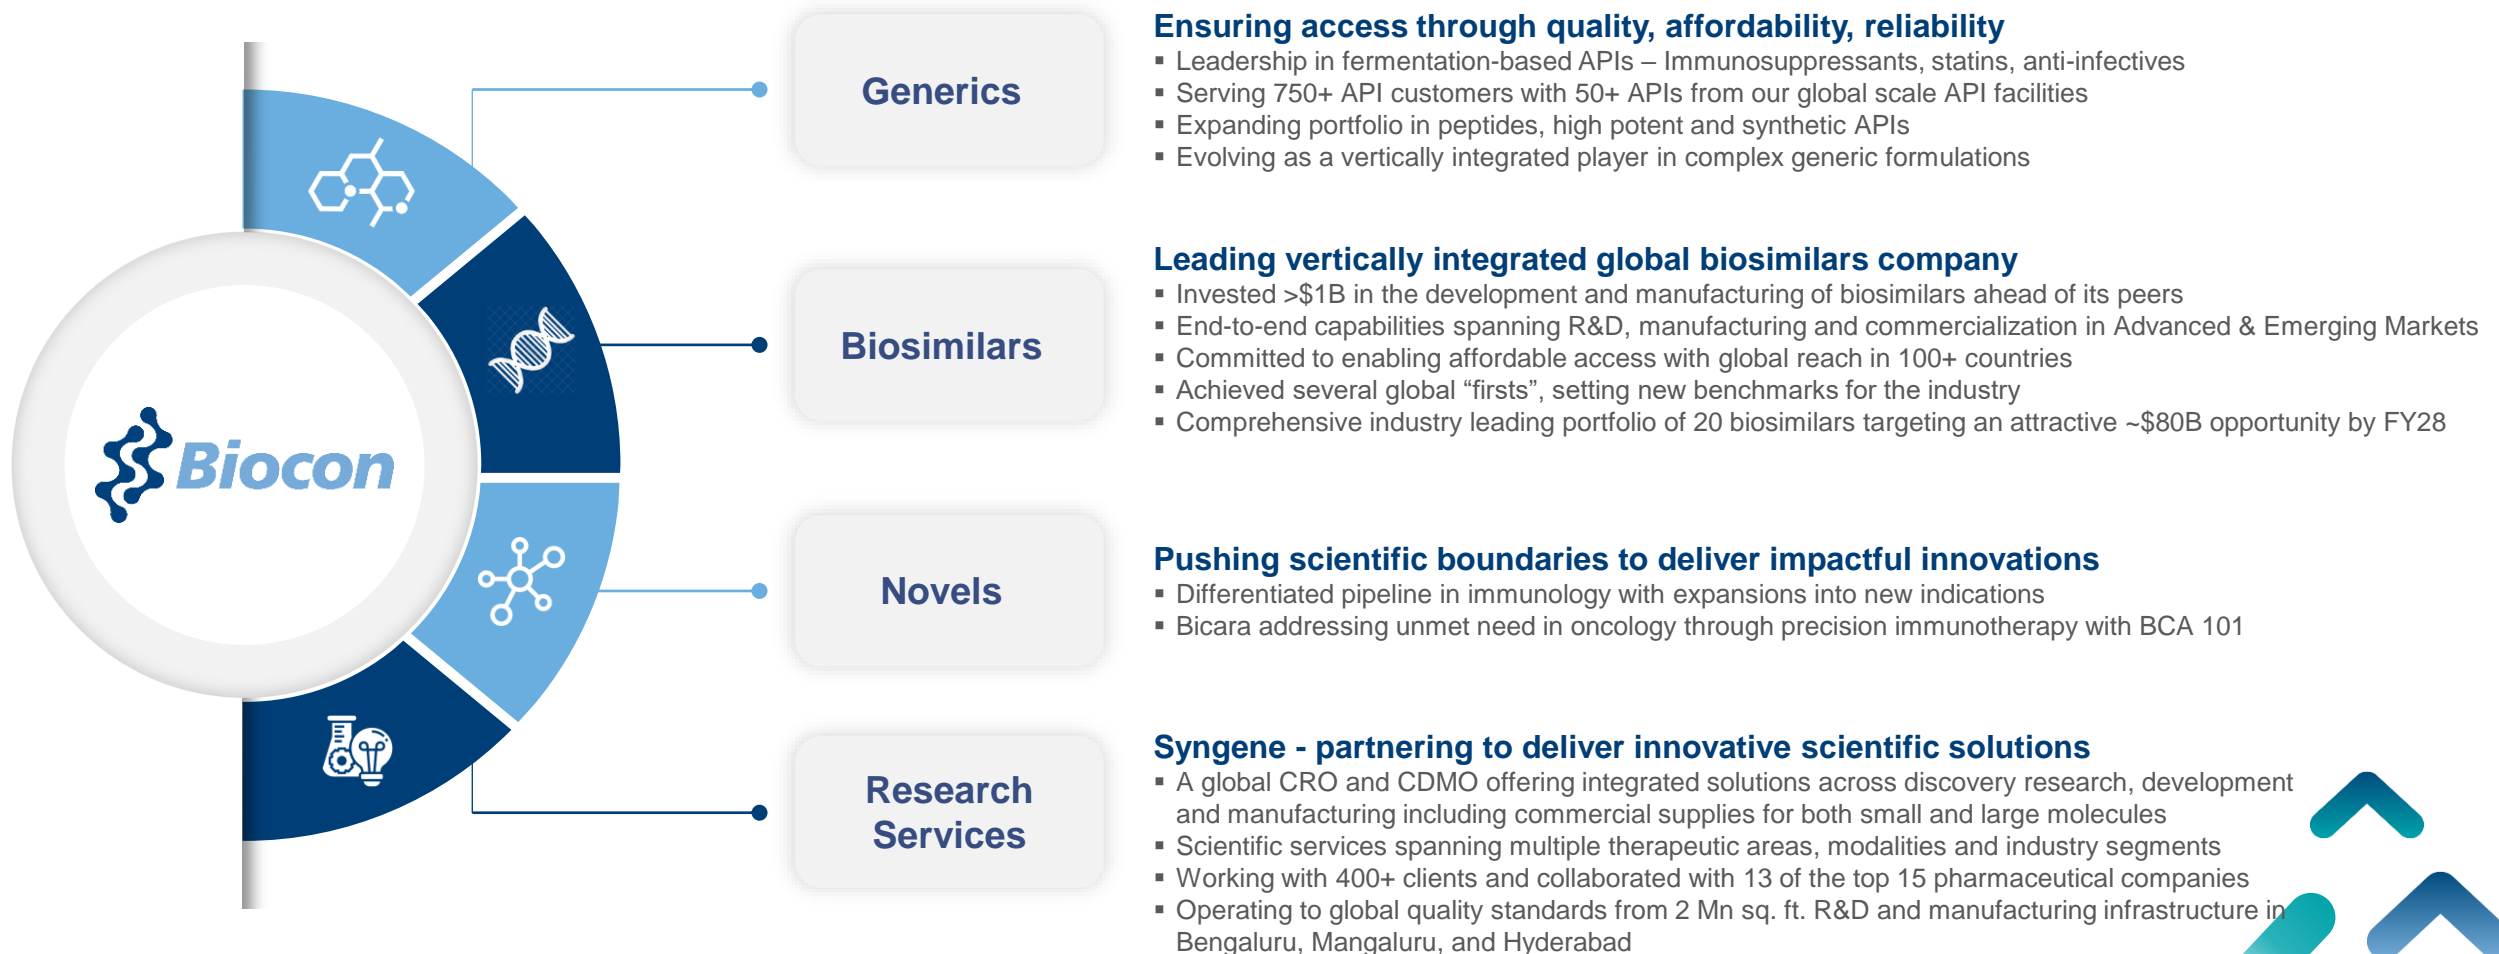 Biocon
Generics
Ensuring access through quality, affordability, reliability
▪ Leadership in fermentation-based APIs – Immunosuppressants, statins, anti-infectives
▪ Serving 750+ API customers with 50+ APIs from our global scale API facilities
▪ Expanding portfolio in peptides, high potent and synthetic APIs
▪ Evolving as a vertically integrated player in complex generic formulations
Biosimilars
Leading vertically integrated global biosimilars company
▪ Invested >$1B in the development and manufacturing of biosimilars ahead of its peers
▪ End-to-end capabilities spanning R&D, manufacturing and commercialization in Advanced & Emerging Markets
▪ Committed to enabling affordable access with global reach in 100+ countries
▪ Achieved several global “firsts”, setting new benchmarks for the industry
▪ Comprehensive industry leading portfolio of 20 biosimilars targeting an attractive ~$80B opportunity by FY28
Novels
Pushing scientific boundaries to deliver impactful innovations
▪ Differentiated pipeline in immunology with expansions into new indications
▪ Bicara addressing unmet need in oncology through precision immunotherapy with BCA 101
Research
Services
Syngene - partnering to deliver innovative scientific solutions
▪ A global CRO and CDMO offering integrated solutions across discovery research, development
and manufacturing including commercial supplies for both small and large molecules
▪ Scientific services spanning multiple therapeutic areas, modalities and industry segments
▪ Working with 400+ clients and collaborated with 13 of the top 15 pharmaceutical companies
▪ Operating to global quality standards from 2 Mn sq. ft. R&D and manufacturing infrastructure in
Bengaluru, Mangaluru, and Hyderabad